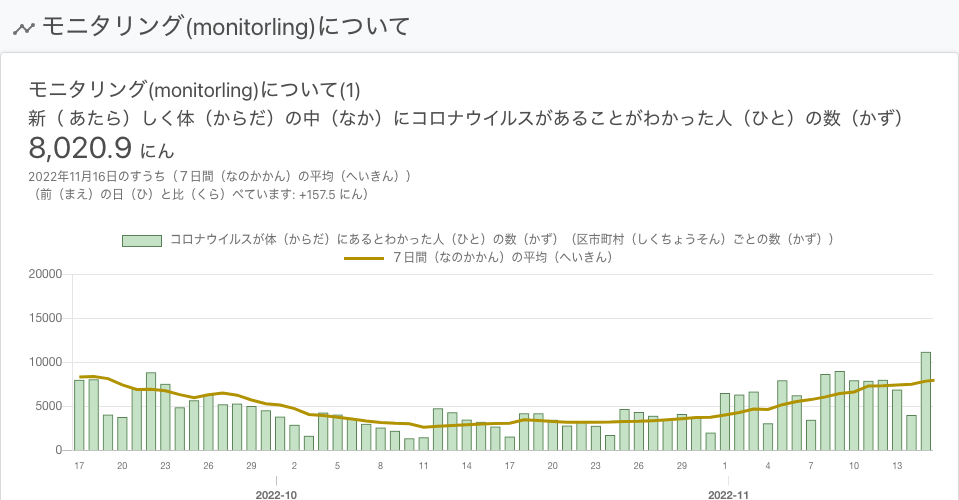 モニタリング(monitorling)について
モニタリング(monitorling)について(1)
新（ あたら）しく体（からだ）の中（なか）にコロナウイルスがあることがわかった人（ひと）の数（かず）
8,020.9 にん
2022年11月16日のすうち（７日間（なのかかん）の平均（へいきん））
（前（まえ）の日（ひ）と比（くら）べています: +157.5 にん）
コロナウイルスが体（からだ）にあるとわかった人（ひと）の数（かず）（区市町村（しくちょうそん）ごとの数（かず））
７日間（なのかかん）の平均（へいきん）
20000
15000
10000
5000
0
17 20 23 26 29 2 5 8 11 14 17 20 23 26 29 1 4 7 10 13
2022-10 2022-11